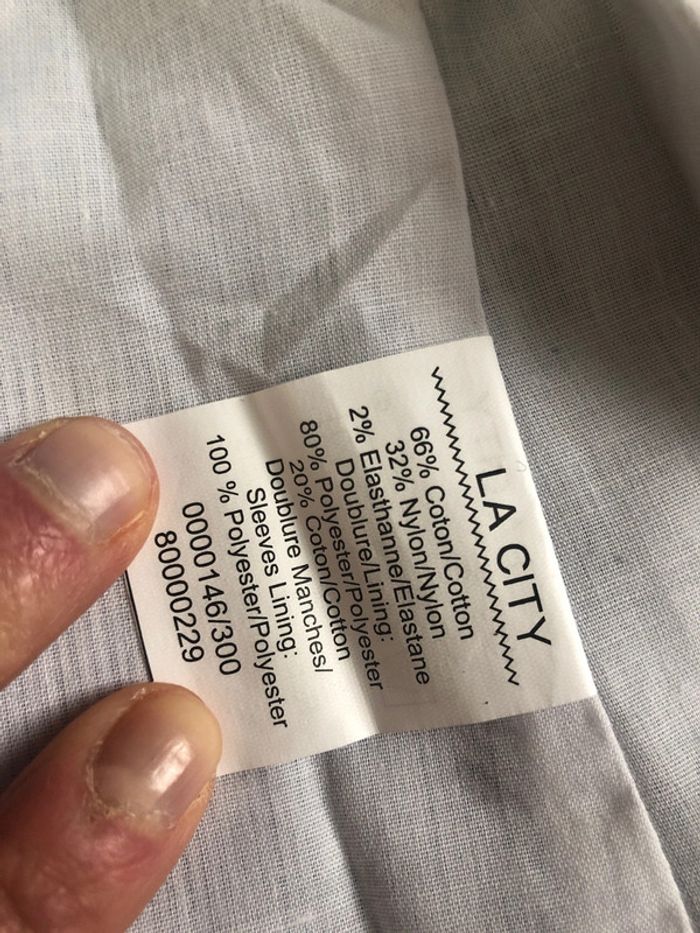 LA CITY
66% Coton/Cotton
32% Nylon/Nylon
2% Elasthanne/Elastane
Doublure/Lining:
80% Polyester/Polyester
20% Coton/Cotton
Doublure Manches/
Sleeves Lining:
100 % Polyester/Polyester
0000146/300
80000229